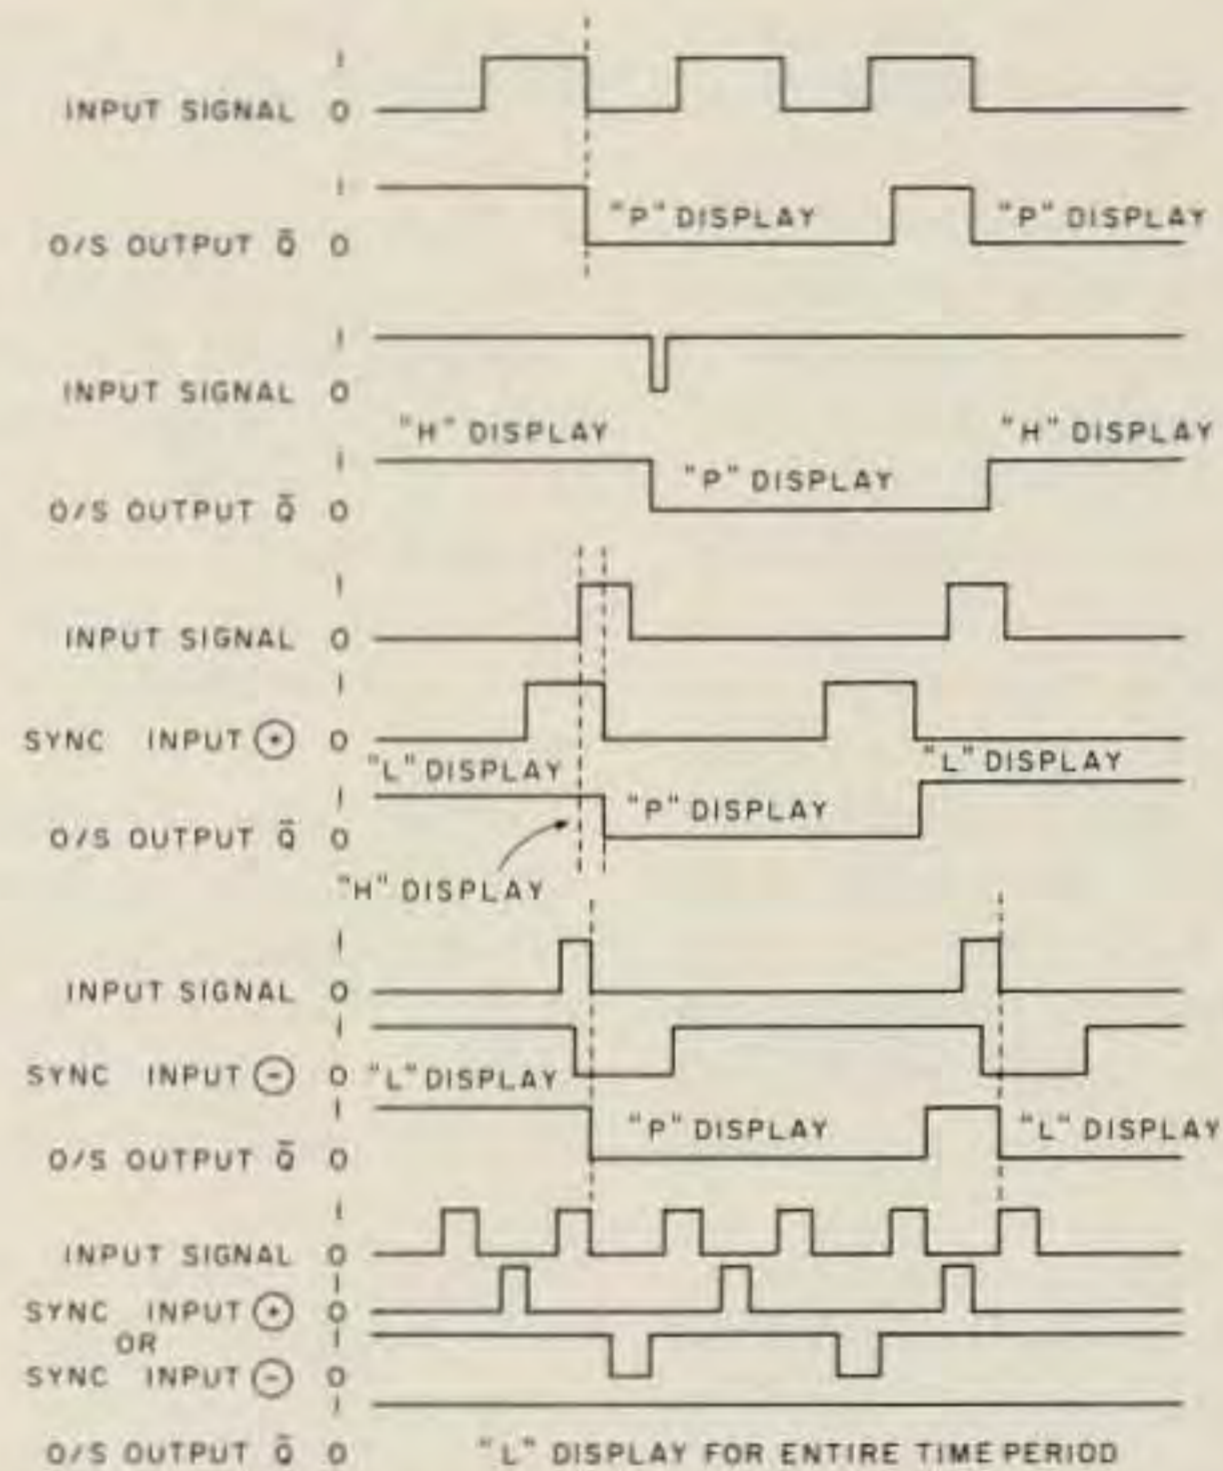 1
INPUT SIGNAL 0
1
"P" DISPLAY "P" DISPLAY
O/S OUTPUT Q̄ 0
1
INPUT SIGNAL 0
"H" DISPLAY "H" DISPLAY
1
"P" DISPLAY
O/S OUTPUT Q̄ 0
1
INPUT SIGNAL 0
1
SYNC INPUT (+) 0
"L" DISPLAY "L" DISPLAY
1
"P" DISPLAY
O/S OUTPUT Q̄ 0
"H" DISPLAY
1
INPUT SIGNAL 0
1
SYNC INPUT (-) 0 "L" DISPLAY
1
"P" DISPLAY "L" DISPLAY
O/S OUTPUT Q̄ 0
1
INPUT SIGNAL 0
1
SYNC INPUT (+) 0
OR 1
SYNC INPUT (-) 0
1
O/S OUTPUT Q̄ 0 "L" DISPLAY FOR ENTIRE TIME PERIOD